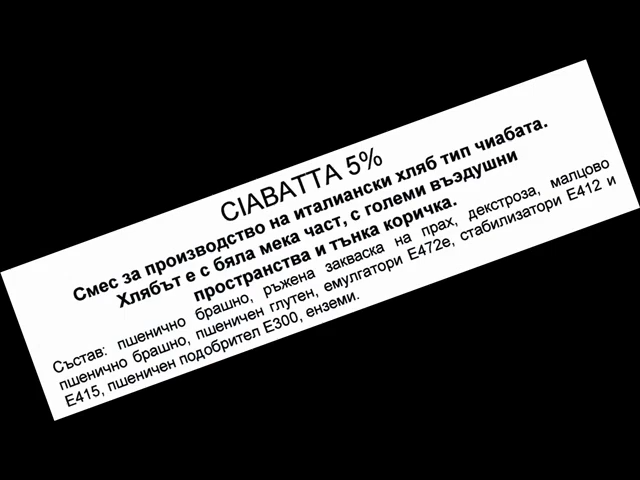 CIABATTA 5%
Смес за производство на италиански хляб тип чиабата.
Хлябът е с бяла мека част, с големи въздушни
пространства и тънка коричка.
Състав: пшенично брашно, ръжена закваска на прах, декстроза, малцово
пшенично брашно, пшеничен глутен, емулгатори Е472е, стабилизатори Е412 и
Е415, пшеничен подобрител Е300, енземи.